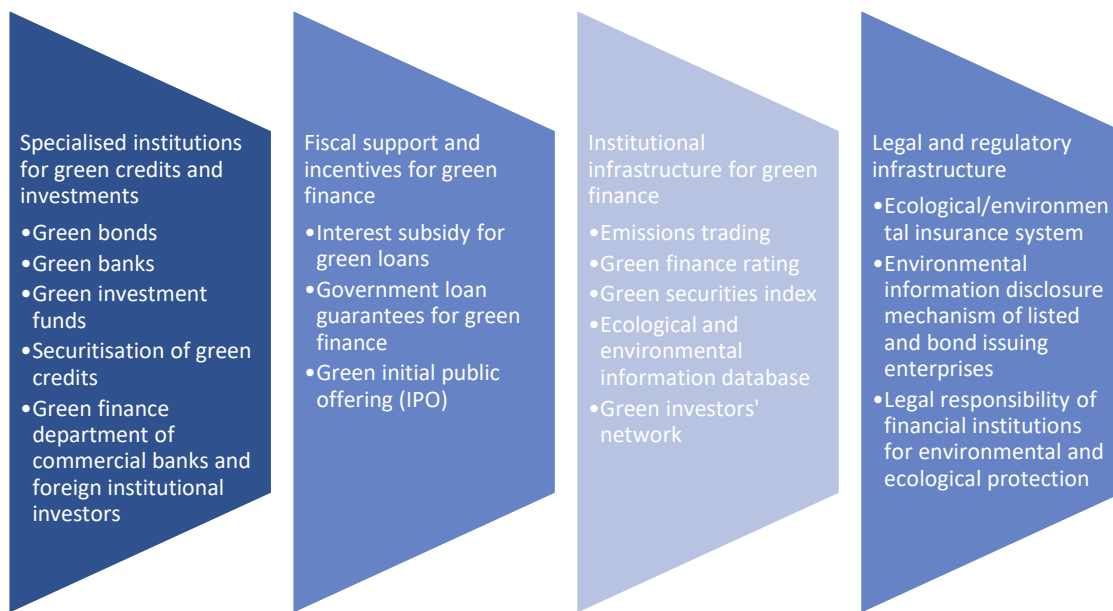 Specialised institutions
for green credits and
investments
•Green bonds
•Green banks
•Green investment
funds
•Securitisation of green
credits
•Green finance
department of
commercial banks and
foreign institutional
investors
Fiscal support and
incentives for green
finance
•Interest subsidy for
green loans
•Government loan
guarantees for green
finance
•Green initial public
offering (IPO)
Institutional
infrastructure for green
finance
•Emissions trading
•Green finance rating
•Green securities index
•Ecological and
environmental
information database
•Green investors'
network
Legal and regulatory
infrastructure
•Ecological/environmen
tal insurance system
•Environmental
information disclosure
mechanism of listed
and bond issuing
enterprises
•Legal responsibility of
financial institutions
for environmental and
ecological protection